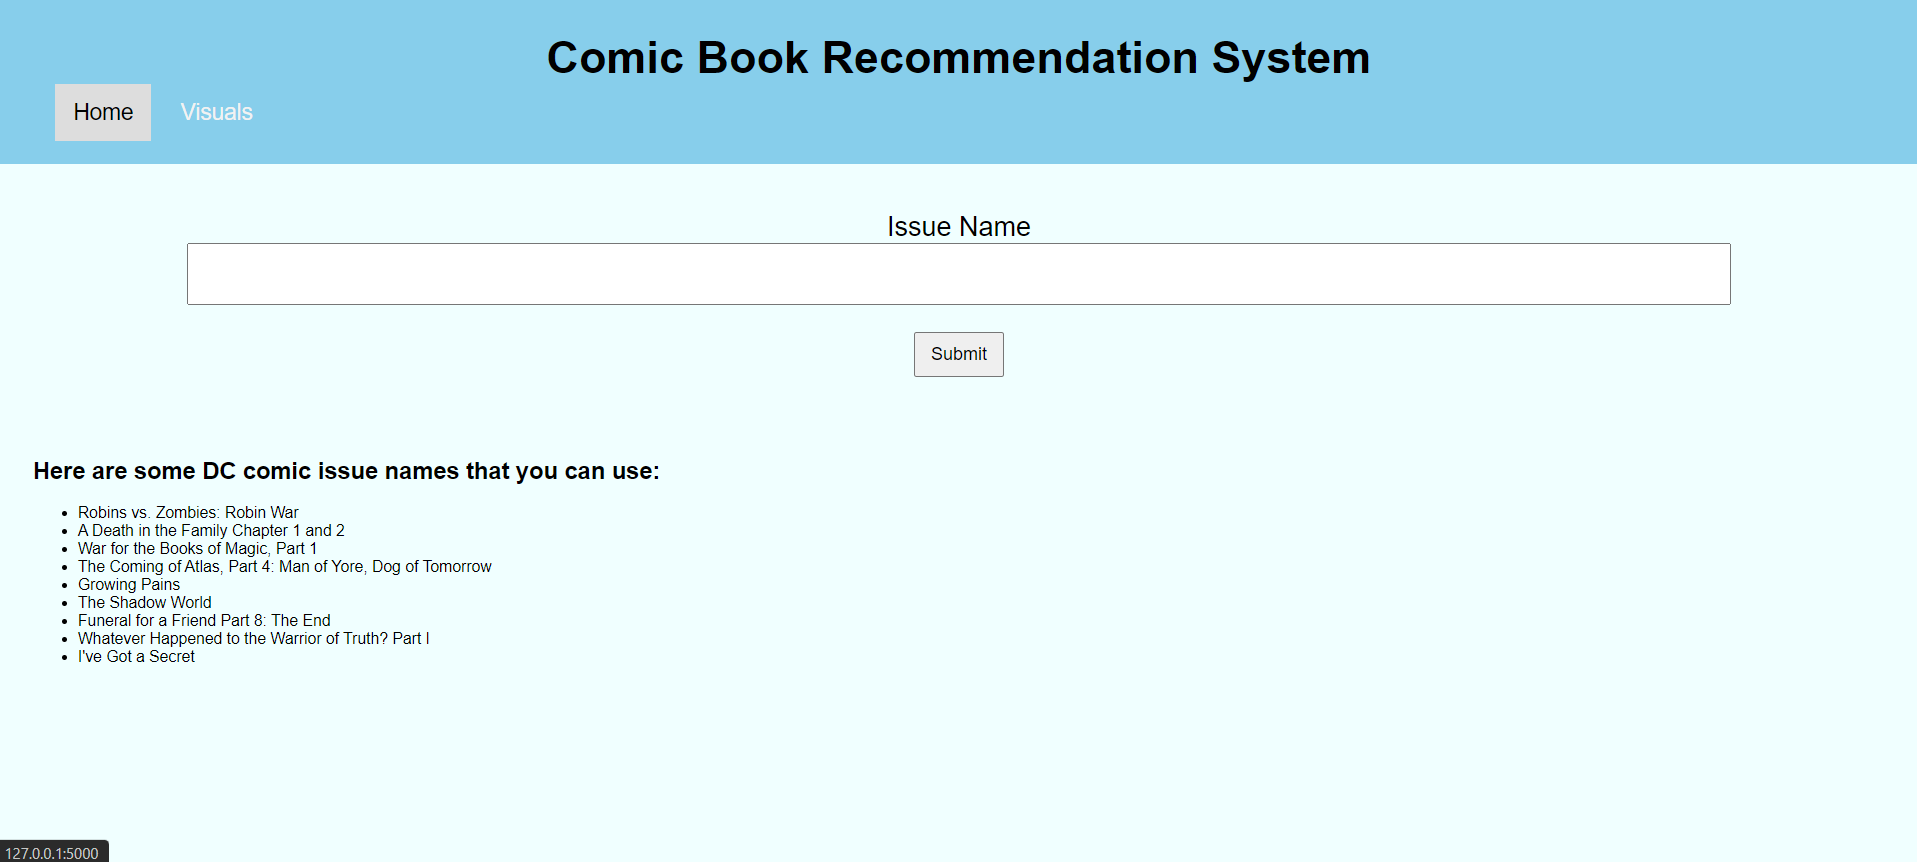 Comic Book Recommendation System
Home Visuals
Issue Name
Submit
Here are some DC comic issue names that you can use:
Robins vs. Zombies: Robin War
A Death in the Family Chapter 1 and 2
War for the Books of Magic, Part 1
The Coming of Atlas, Part 4: Man of Yore, Dog of Tomorrow
Growing Pains
The Shadow World
Funeral for a Friend Part 8: The End
Whatever Happened to the Warrior of Truth? Part I
I've Got a Secret
127.0.0.1:5000